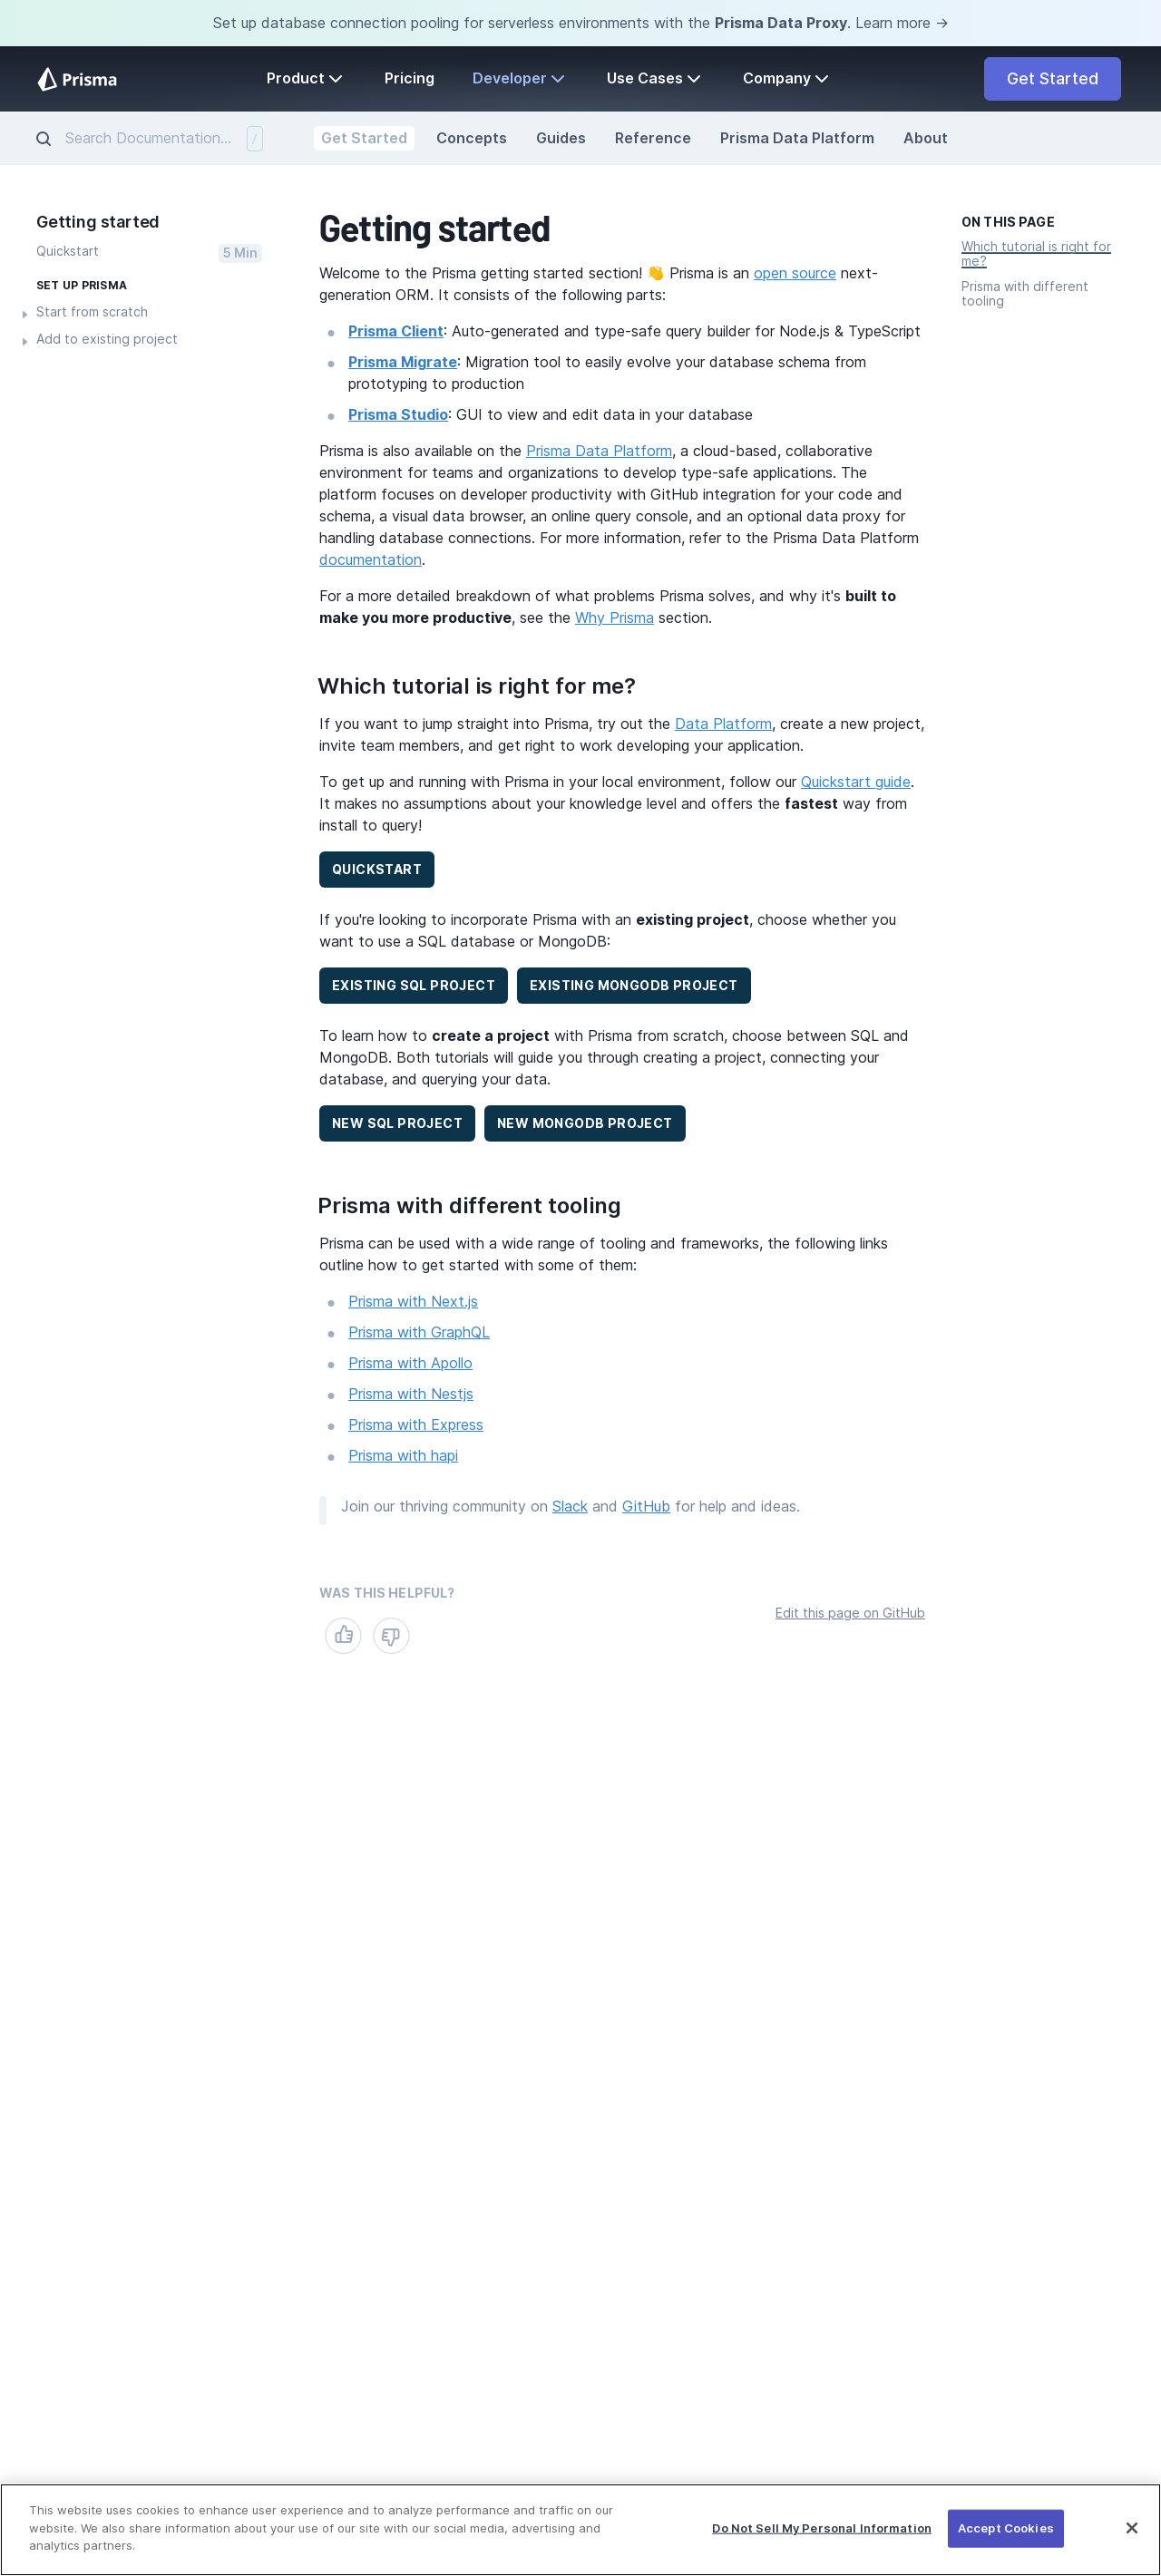 Set up database connection pooling for serverless environments with the Prisma Data Proxy. Learn more →
Prisma
Product
Pricing
Developer
Use Cases
Company
Get Started
Search Documentation... /
Get Started
Concepts
Guides
Reference
Prisma Data Platform
About
Getting started
Quickstart
5 Min
SET UP PRISMA
Start from scratch
Add to existing project
Getting started
Welcome to the Prisma getting started section! 👋 Prisma is an open source next-
generation ORM. It consists of the following parts:
Prisma Client: Auto-generated and type-safe query builder for Node.js & TypeScript
Prisma Migrate: Migration tool to easily evolve your database schema from
prototyping to production
Prisma Studio: GUI to view and edit data in your database
Prisma is also available on the Prisma Data Platform, a cloud-based, collaborative
environment for teams and organizations to develop type-safe applications. The
platform focuses on developer productivity with GitHub integration for your code and
schema, a visual data browser, an online query console, and an optional data proxy for
handling database connections. For more information, refer to the Prisma Data Platform
documentation.
For a more detailed breakdown of what problems Prisma solves, and why it's built to
make you more productive, see the Why Prisma section.
Which tutorial is right for me?
If you want to jump straight into Prisma, try out the Data Platform, create a new project,
invite team members, and get right to work developing your application.
To get up and running with Prisma in your local environment, follow our Quickstart guide.
It makes no assumptions about your knowledge level and offers the fastest way from
install to query!
QUICKSTART
If you're looking to incorporate Prisma with an existing project, choose whether you
want to use a SQL database or MongoDB:
EXISTING SQL PROJECT
EXISTING MONGODB PROJECT
To learn how to create a project with Prisma from scratch, choose between SQL and
MongoDB. Both tutorials will guide you through creating a project, connecting your
database, and querying your data.
NEW SQL PROJECT
NEW MONGODB PROJECT
Prisma with different tooling
Prisma can be used with a wide range of tooling and frameworks, the following links
outline how to get started with some of them:
Prisma with Next.js
Prisma with GraphQL
Prisma with Apollo
Prisma with Nestjs
Prisma with Express
Prisma with hapi
Join our thriving community on Slack and GitHub for help and ideas.
WAS THIS HELPFUL?
Edit this page on GitHub
ON THIS PAGE
Which tutorial is right for
me?
Prisma with different
tooling
This website uses cookies to enhance user experience and to analyze performance and traffic on our
website. We also share information about your use of our site with our social media, advertising and
analytics partners.
Do Not Sell My Personal Information
Accept Cookies